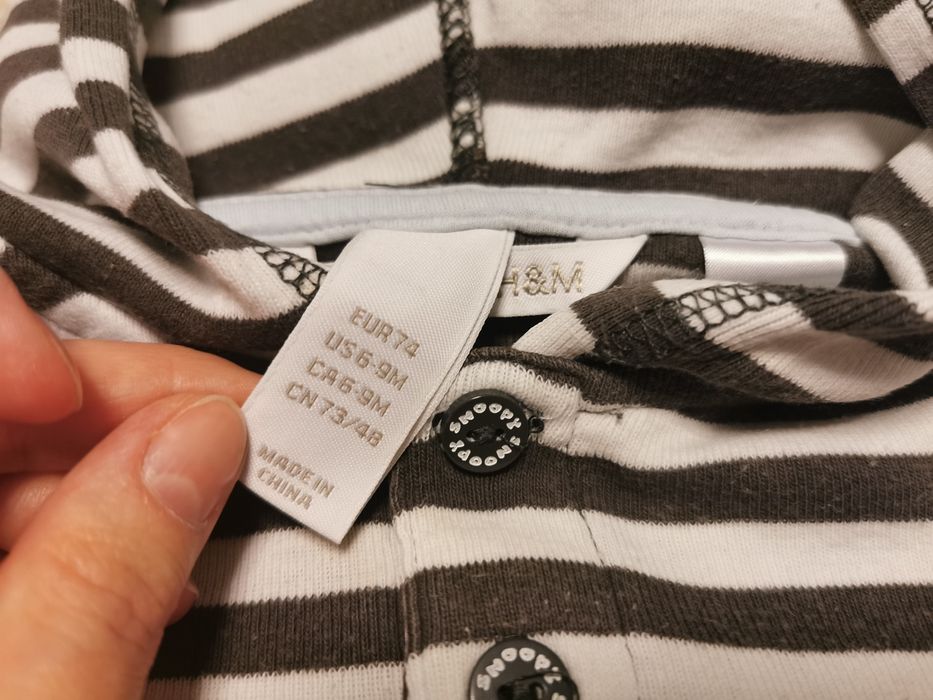 H&M
EUR 74
US 6-9M
CA 6-9M
CN 73/48
MADE IN
CHINA
SNOOPY SNOOPY
SNOOPY S